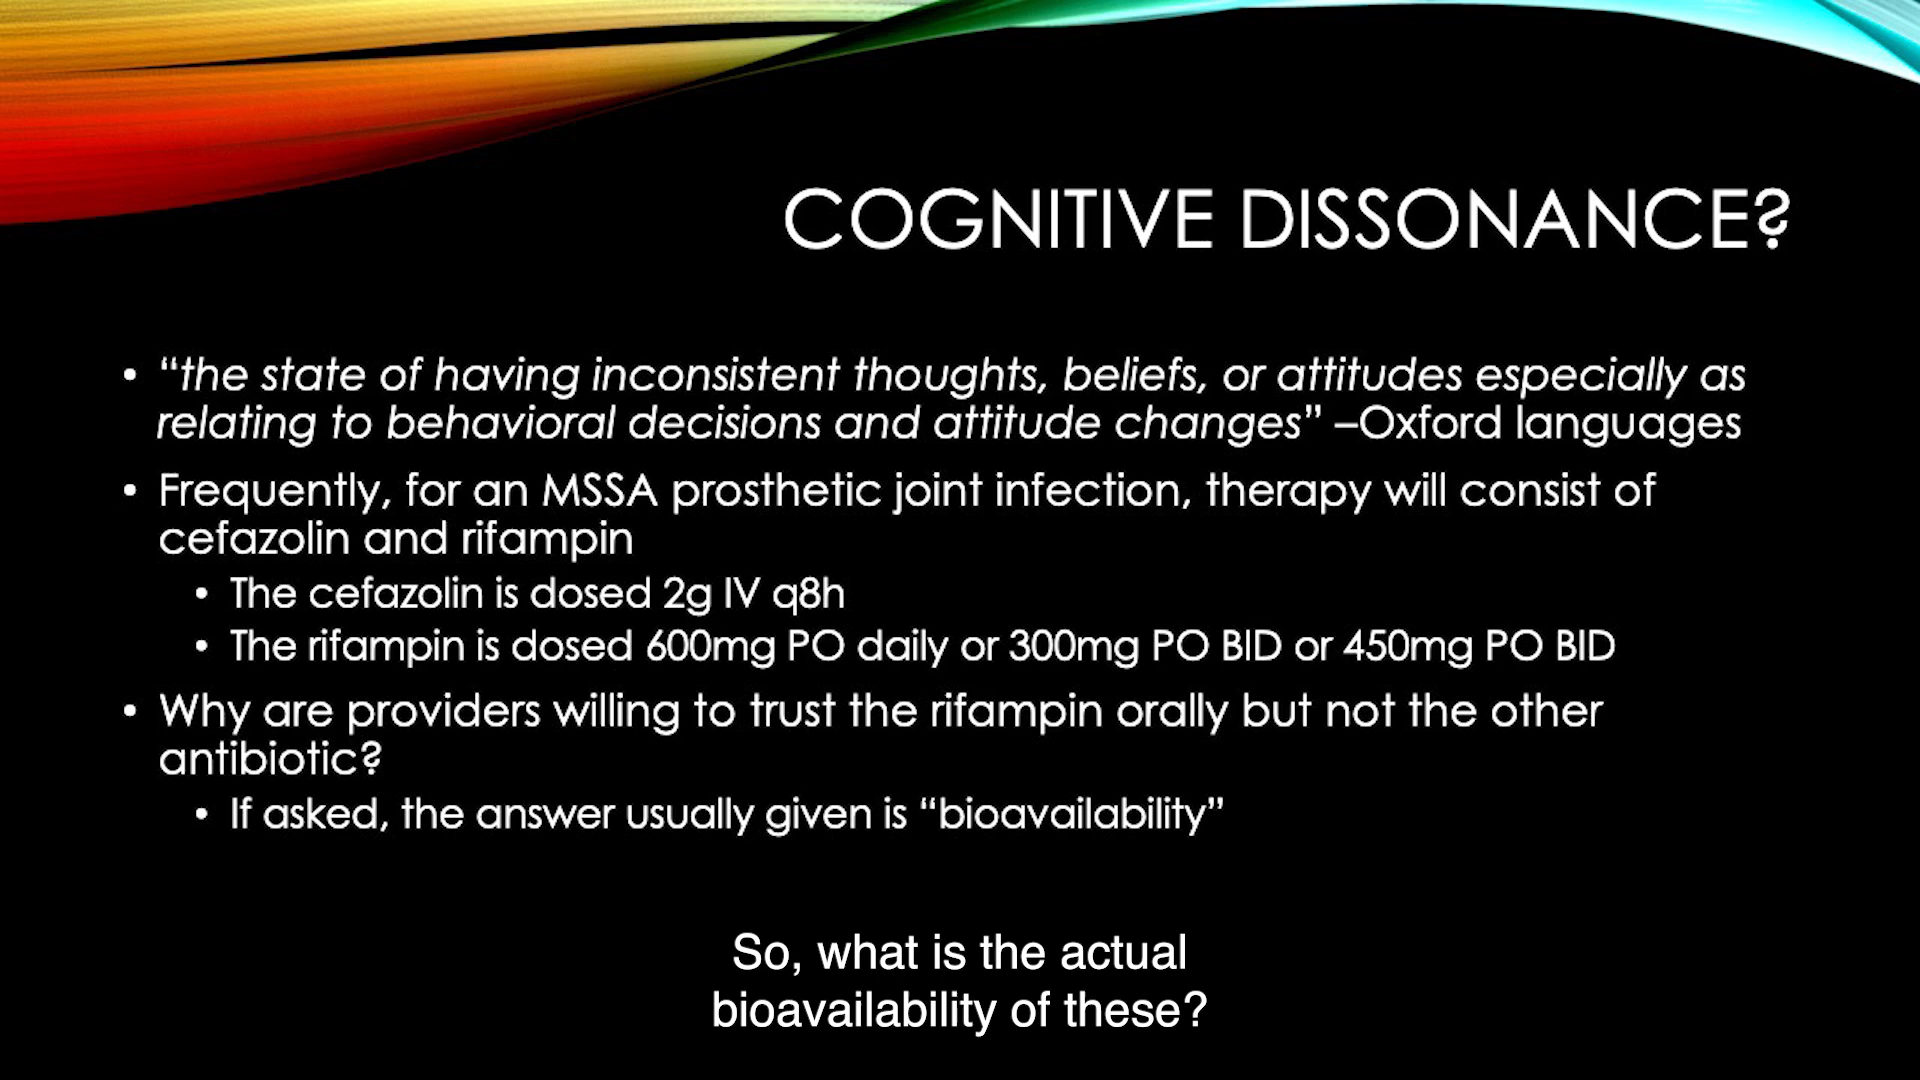 COGNITIVE DISSONANCE?
• “the state of having inconsistent thoughts, beliefs, or attitudes especially as
relating to behavioral decisions and attitude changes” –Oxford languages
• Frequently, for an MSSA prosthetic joint infection, therapy will consist of
cefazolin and rifampin
• The cefazolin is dosed 2g IV q8h
• The rifampin is dosed 600mg PO daily or 300mg PO BID or 450mg PO BID
• Why are providers willing to trust the rifampin orally but not the other
antibiotic?
• If asked, the answer usually given is “bioavailability”
So, what is the actual
bioavailability of these?